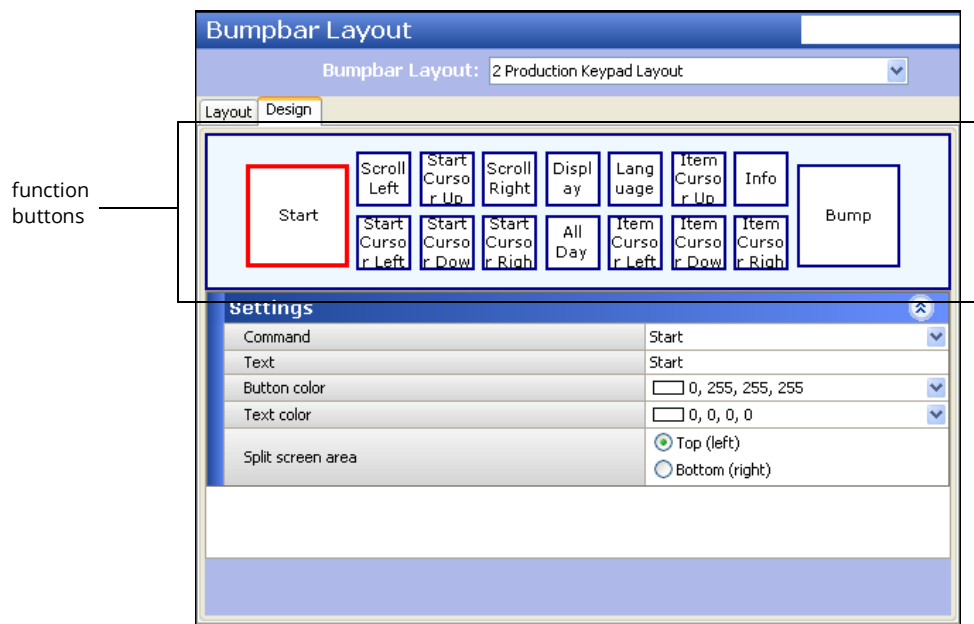 Bumpbar Layout
Bumpbar Layout: 2 Production Keypad Layout
Layout Design
function
buttons
Start
Scroll
Left
Start
Curso
r Up
Scroll
Right
Displ
ay
Lang
uage
Item
Curso
r Up
Info
Bump
Start
Curso
r Left
Start
Curso
r Dow
Start
Curso
r Righ
All
Day
Item
Curso
r Left
Item
Curso
r Dow
Item
Curso
r Righ
Settings
Command Start
Text Start
Button color 0, 255, 255, 255
Text color 0, 0, 0, 0
Split screen area Top (left)
Bottom (right)